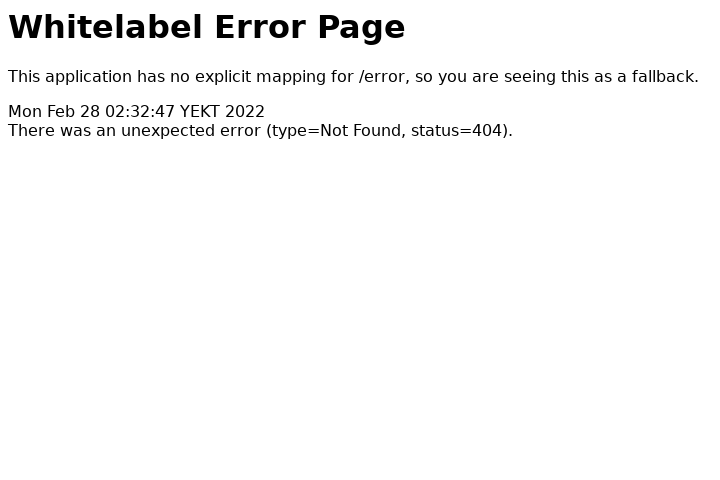 Whitelabel Error Page
This application has no explicit mapping for /error, so you are seeing this as a fallback.
Mon Feb 28 02:32:47 YEKT 2022
There was an unexpected error (type=Not Found, status=404).